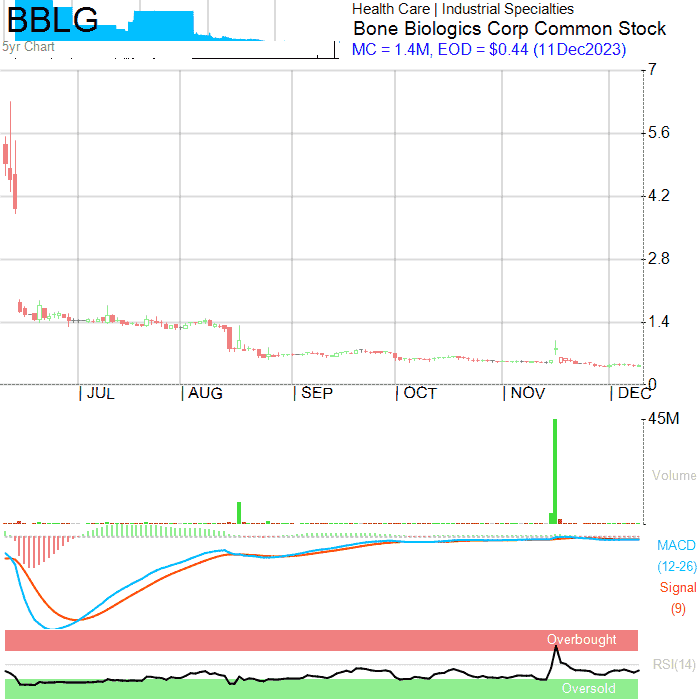 BBLG
5yr Chart
Health Care | Industrial Specialties
Bone Biologics Corp Common Stock
MC = 1.4M, EOD = $0.44 (11Dec2023)
7
5.6
4.2
2.8
1.4
0
JUL AUG SEP OCT NOV DEC
45M
Volume
MACD
(12-26)
Signal
(9)
Overbought
RSI(14)
Oversold